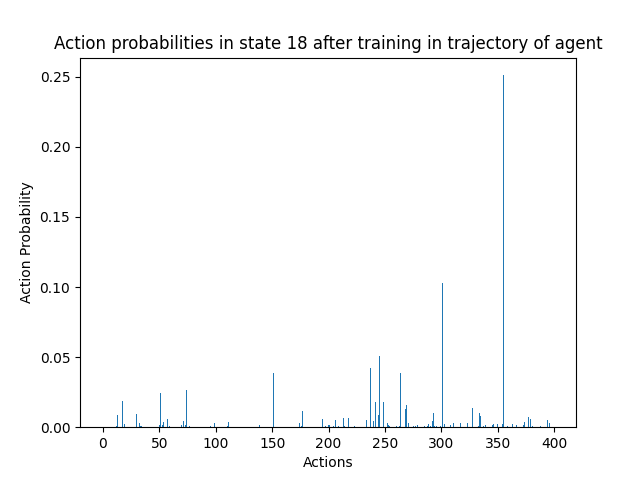 Action probabilities in state 18 after training in trajectory of agent
0.25
0.20
0.15
0.10
0.05
0.00
Action Probability
0 50 100 150 200 250 300 350 400
Actions